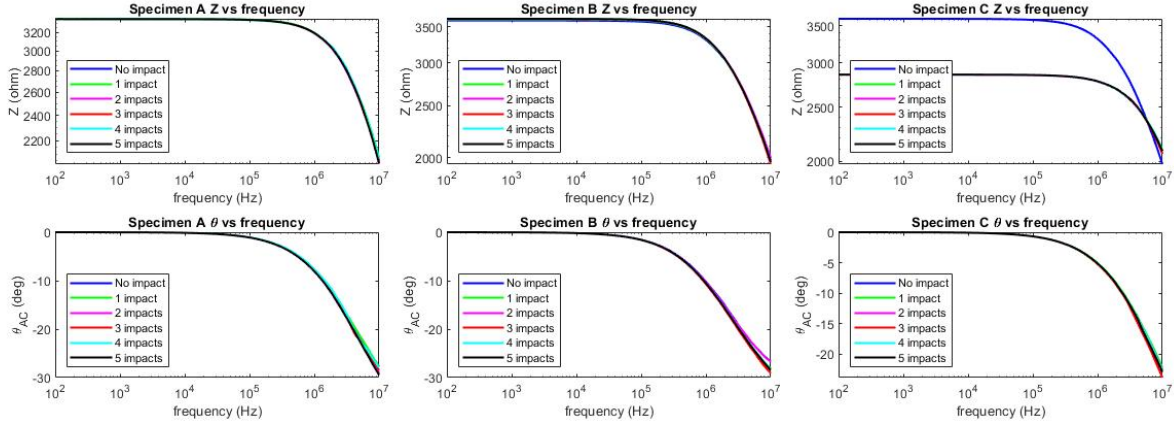 Specimen A Z vs frequency
Z (ohm)
3200
3000
2800
2600
2400
2200
No impact
1 impact
2 impacts
3 impacts
4 impacts
5 impacts
10^2 10^3 10^4 10^5 10^6 10^7
frequency (Hz)
Specimen B Z vs frequency
Z (ohm)
3500
3000
2500
2000
No impact
1 impact
2 impacts
3 impacts
4 impacts
5 impacts
10^2 10^3 10^4 10^5 10^6 10^7
frequency (Hz)
Specimen C Z vs frequency
Z (ohm)
3500
3000
2500
2000
No impact
1 impact
2 impacts
3 impacts
4 impacts
5 impacts
10^2 10^3 10^4 10^5 10^6 10^7
frequency (Hz)
Specimen A θ vs frequency
θ_AC (deg)
0
-10
-20
-30
No impact
1 impact
2 impacts
3 impacts
4 impacts
5 impacts
10^2 10^3 10^4 10^5 10^6 10^7
frequency (Hz)
Specimen B θ vs frequency
θ_AC (deg)
0
-10
-20
-30
No impact
1 impact
2 impacts
3 impacts
4 impacts
5 impacts
10^2 10^3 10^4 10^5 10^6 10^7
frequency (Hz)
Specimen C θ vs frequency
θ_AC (deg)
0
-5
-10
-15
-20
No impact
1 impact
2 impacts
3 impacts
4 impacts
5 impacts
10^2 10^3 10^4 10^5 10^6 10^7
frequency (Hz)